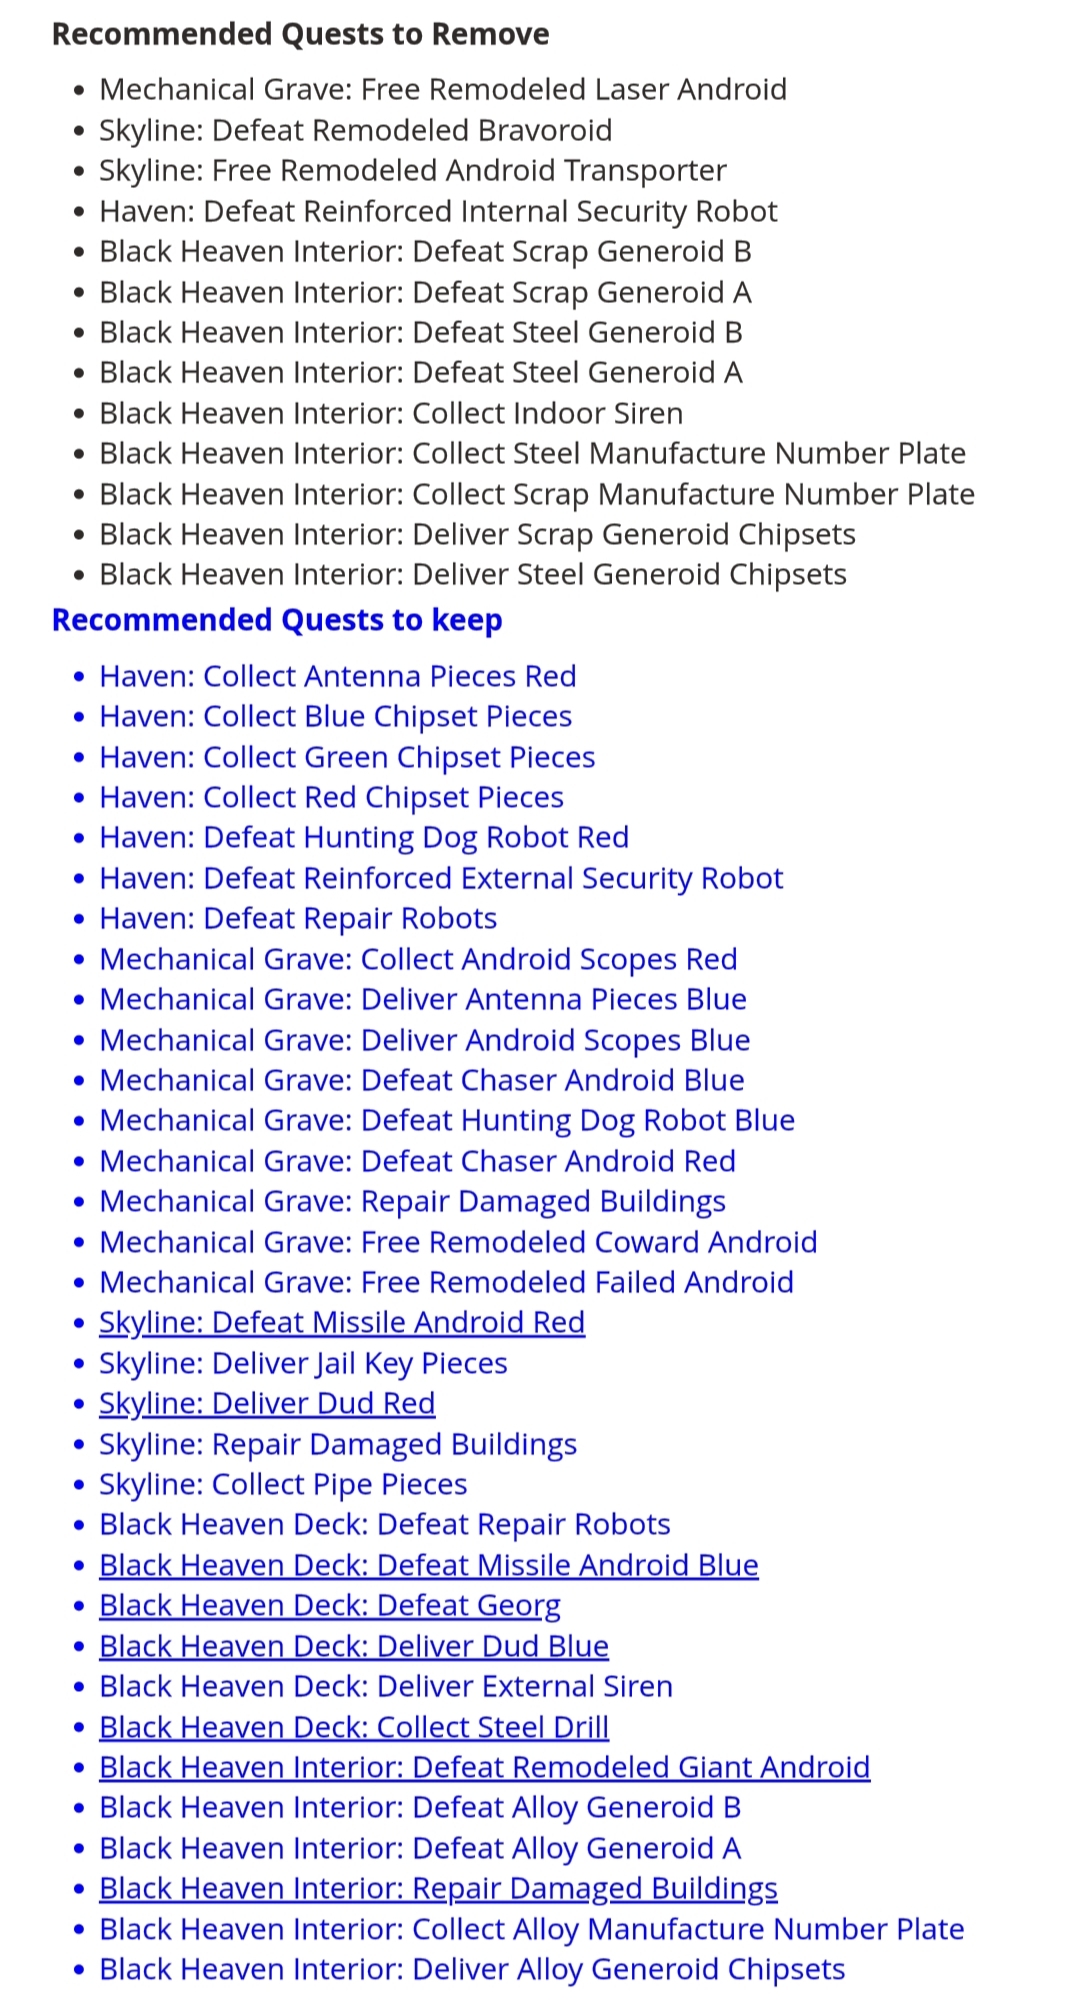 Recommended Quests to Remove
• Mechanical Grave: Free Remodeled Laser Android
• Skyline: Defeat Remodeled Bravoroid
• Skyline: Free Remodeled Android Transporter
• Haven: Defeat Reinforced Internal Security Robot
• Black Heaven Interior: Defeat Scrap Generoid B
• Black Heaven Interior: Defeat Scrap Generoid A
• Black Heaven Interior: Defeat Steel Generoid B
• Black Heaven Interior: Defeat Steel Generoid A
• Black Heaven Interior: Collect Indoor Siren
• Black Heaven Interior: Collect Steel Manufacture Number Plate
• Black Heaven Interior: Collect Scrap Manufacture Number Plate
• Black Heaven Interior: Deliver Scrap Generoid Chipsets
• Black Heaven Interior: Deliver Steel Generoid Chipsets
Recommended Quests to keep
• Haven: Collect Antenna Pieces Red
• Haven: Collect Blue Chipset Pieces
• Haven: Collect Green Chipset Pieces
• Haven: Collect Red Chipset Pieces
• Haven: Defeat Hunting Dog Robot Red
• Haven: Defeat Reinforced External Security Robot
• Haven: Defeat Repair Robots
• Mechanical Grave: Collect Android Scopes Red
• Mechanical Grave: Deliver Antenna Pieces Blue
• Mechanical Grave: Deliver Android Scopes Blue
• Mechanical Grave: Defeat Chaser Android Blue
• Mechanical Grave: Defeat Hunting Dog Robot Blue
• Mechanical Grave: Defeat Chaser Android Red
• Mechanical Grave: Repair Damaged Buildings
• Mechanical Grave: Free Remodeled Coward Android
• Mechanical Grave: Free Remodeled Failed Android
• Skyline: Defeat Missile Android Red
• Skyline: Deliver Jail Key Pieces
• Skyline: Deliver Dud Red
• Skyline: Repair Damaged Buildings
• Skyline: Collect Pipe Pieces
• Black Heaven Deck: Defeat Repair Robots
• Black Heaven Deck: Defeat Missile Android Blue
• Black Heaven Deck: Defeat Georg
• Black Heaven Deck: Deliver Dud Blue
• Black Heaven Deck: Deliver External Siren
• Black Heaven Deck: Collect Steel Drill
• Black Heaven Interior: Defeat Remodeled Giant Android
• Black Heaven Interior: Defeat Alloy Generoid B
• Black Heaven Interior: Defeat Alloy Generoid A
• Black Heaven Interior: Repair Damaged Buildings
• Black Heaven Interior: Collect Alloy Manufacture Number Plate
• Black Heaven Interior: Deliver Alloy Generoid Chipsets